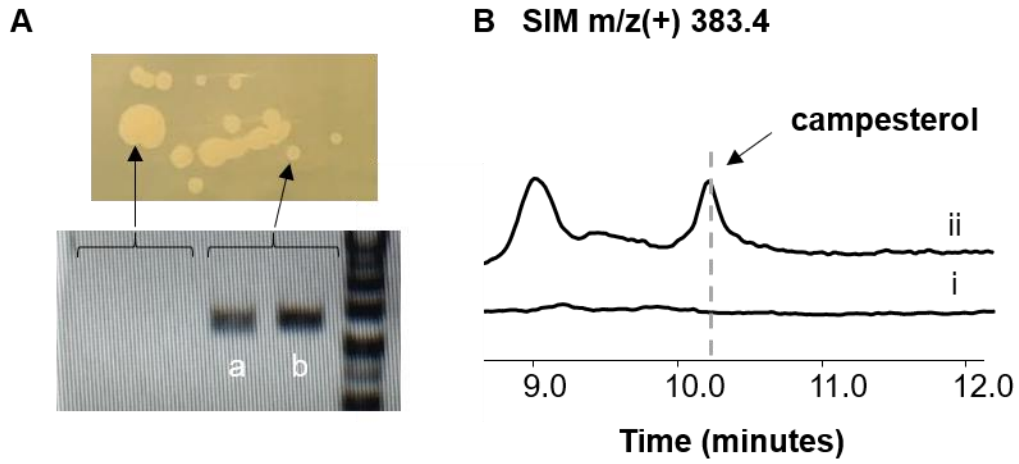 A
B SIM m/z(+) 383.4
campesterol
ii
i
a b
9.0 10.0 11.0 12.0
Time (minutes)